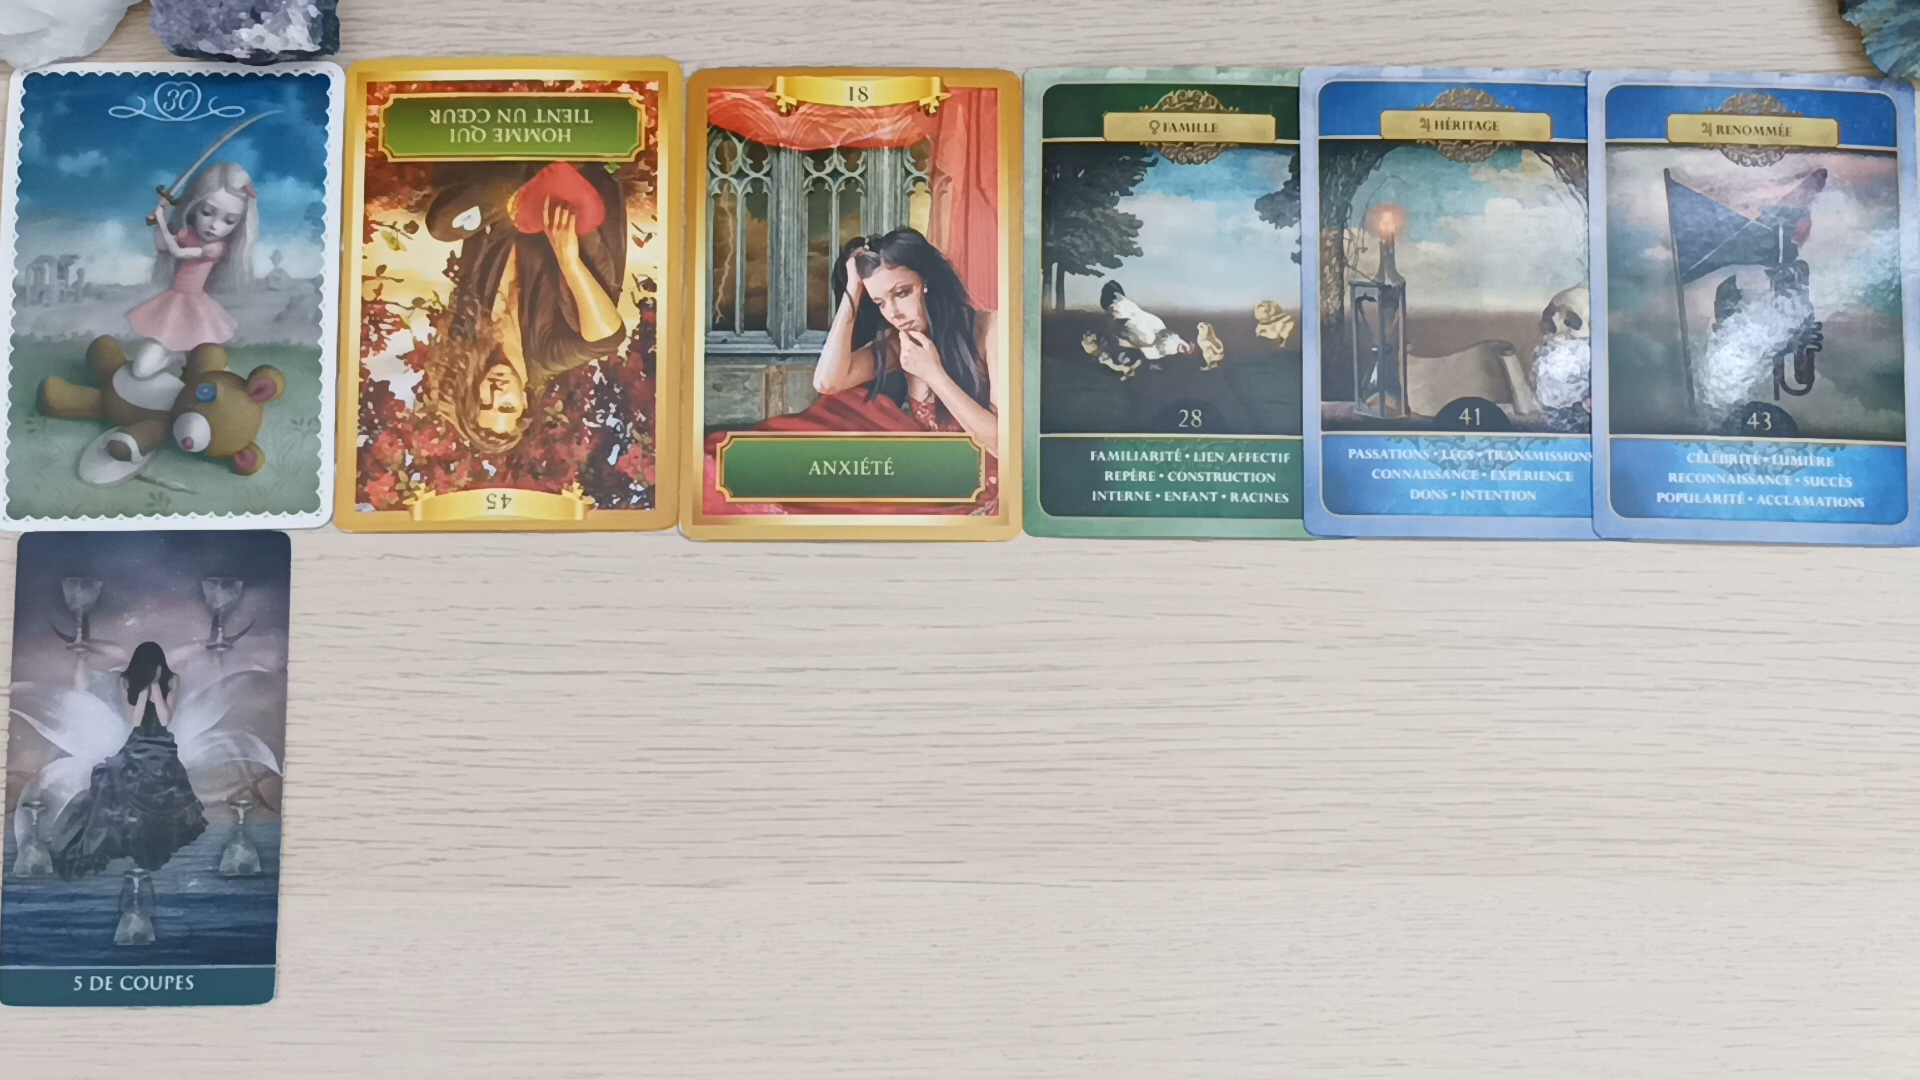 30
HOMME QUI
TIENT UN CŒUR
45
18
ANXIÉTÉ
♀ FAMILLE
28
FAMILIARITÉ • LIEN AFFECTIF
REPÈRE • CONSTRUCTION
INTERNE • ENFANT • RACINES
♃ HÉRITAGE
41
PASSATIONS • LEGS • TRANSMISSION
CONNAISSANCE • EXPÉRIENCE
DONS • INTENTION
♃ RENOMMÉE
43
CÉLÉBRITÉ • LUMIÈRE
RECONNAISSANCE • SUCCÈS
POPULARITÉ • ACCLAMATIONS
5 DE COUPES